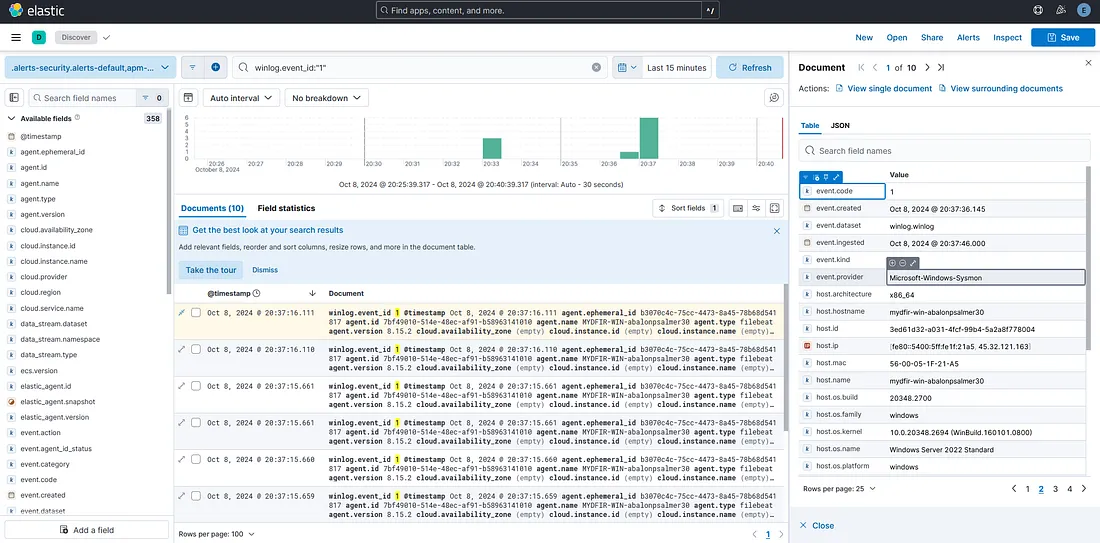 elastic
Find apps, content, and more.
^/
E
D
Discover
New
Open
Share
Alerts
Inspect
Save
.alerts-security.alerts-default,apm-...
winlog.event_id:"1"
Last 15 minutes
Refresh
Search field names
0
Available fields
358
@timestamp
agent.ephemeral_id
agent.id
agent.name
agent.type
agent.version
cloud.availability_zone
cloud.instance.id
cloud.instance.name
cloud.provider
cloud.region
cloud.service.name
data_stream.dataset
data_stream.namespace
data_stream.type
ecs.version
elastic_agent.id
elastic_agent.snapshot
elastic_agent.version
event.action
event.agent_id_status
event.category
event.code
event.created
event.dataset
Add a field
Auto interval
No breakdown
6
5
4
3
2
1
0
20:26
October 8, 2024
20:27
20:28
20:29
20:30
20:31
20:32
20:33
20:34
20:35
20:36
20:37
20:38
20:39
20:40
Oct 8, 2024 @ 20:25:39.317 - Oct 8, 2024 @ 20:40:39.317 (interval: Auto - 30 seconds)
Documents (10)
Field statistics
Sort fields
1
Get the best look at your search results
Add relevant fields, reorder and sort columns, resize rows, and more in the document table.
Take the tour
Dismiss
@timestamp
Document
Oct 8, 2024 @ 20:37:16.111
winlog.event_id 1 @timestamp Oct 8, 2024 @ 20:37:16.111 agent.ephemeral_id b3070c4c-75cc-4473-8a45-78b68d541
817 agent.id 7bf49010-514e-48ec-af91-b58963141010 agent.name MYDFIR-WIN-abalonpsalmer30 agent.type filebeat
agent.version 8.15.2 cloud.availability_zone (empty) cloud.instance.id (empty) cloud.instance.name (empty)…
Oct 8, 2024 @ 20:37:16.110
winlog.event_id 1 @timestamp Oct 8, 2024 @ 20:37:16.110 agent.ephemeral_id b3070c4c-75cc-4473-8a45-78b68d541
817 agent.id 7bf49010-514e-48ec-af91-b58963141010 agent.name MYDFIR-WIN-abalonpsalmer30 agent.type filebeat
agent.version 8.15.2 cloud.availability_zone (empty) cloud.instance.id (empty) cloud.instance.name (empty)…
Oct 8, 2024 @ 20:37:15.661
winlog.event_id 1 @timestamp Oct 8, 2024 @ 20:37:15.661 agent.ephemeral_id b3070c4c-75cc-4473-8a45-78b68d541
817 agent.id 7bf49010-514e-48ec-af91-b58963141010 agent.name MYDFIR-WIN-abalonpsalmer30 agent.type filebeat
agent.version 8.15.2 cloud.availability_zone (empty) cloud.instance.id (empty) cloud.instance.name (empty)…
Oct 8, 2024 @ 20:37:15.661
winlog.event_id 1 @timestamp Oct 8, 2024 @ 20:37:15.661 agent.ephemeral_id b3070c4c-75cc-4473-8a45-78b68d541
817 agent.id 7bf49010-514e-48ec-af91-b58963141010 agent.name MYDFIR-WIN-abalonpsalmer30 agent.type filebeat
agent.version 8.15.2 cloud.availability_zone (empty) cloud.instance.id (empty) cloud.instance.name (empty)…
Oct 8, 2024 @ 20:37:15.660
winlog.event_id 1 @timestamp Oct 8, 2024 @ 20:37:15.660 agent.ephemeral_id b3070c4c-75cc-4473-8a45-78b68d541
817 agent.id 7bf49010-514e-48ec-af91-b58963141010 agent.name MYDFIR-WIN-abalonpsalmer30 agent.type filebeat
agent.version 8.15.2 cloud.availability_zone (empty) cloud.instance.id (empty) cloud.instance.name (empty)…
Oct 8, 2024 @ 20:37:15.659
winlog.event_id 1 @timestamp Oct 8, 2024 @ 20:37:15.659 agent.ephemeral_id b3070c4c-75cc-4473-8a45-78b68d541
817 agent.id 7bf49010-514e-48ec-af91-b58963141010 agent.name MYDFIR-WIN-abalonpsalmer30 agent.type filebeat
agent.version 8.15.2 cloud.availability_zone (empty) cloud.instance.id (empty) cloud.instance.name (empty)…
Rows per page: 100
1
Document
1 of 10
Actions:
View single document
View surrounding documents
Table
JSON
Search field names
Value
event.code
1
event.created
Oct 8, 2024 @ 20:37:36.145
event.dataset
winlog.winlog
event.ingested
Oct 8, 2024 @ 20:37:46.000
event.kind
event.provider
Microsoft-Windows-Sysmon
host.architecture
x86_64
host.hostname
mydfir-win-abalonpsalmer30
host.id
3ed61d32-a031-4fcf-99b4-5a2a8f778004
host.ip
[fe80::5400:5ff:fe1f:21a5, 45.32.121.163]
host.mac
56-00-05-1F-21-A5
host.name
mydfir-win-abalonpsalmer30
host.os.build
20348.2700
host.os.family
windows
host.os.kernel
10.0.20348.2694 (WinBuild.160101.0800)
host.os.name
Windows Server 2022 Standard
host.os.platform
windows
Rows per page: 25
1
2
3
4
Close